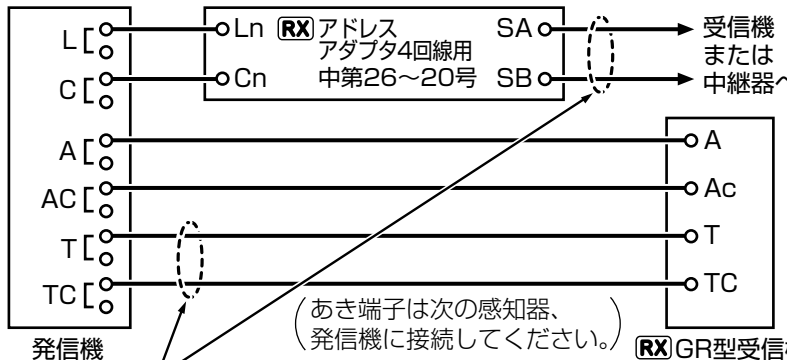 L
C
A
AC
T
TC
発信機
Ln RX アドレス SA
アダプタ4回線用
Cn 中第26～20号 SB
受信機
または
中継器へ
A
Ac
T
TC
(あき端子は次の感知器、
発信機に接続してください。)
RX GR型受信機